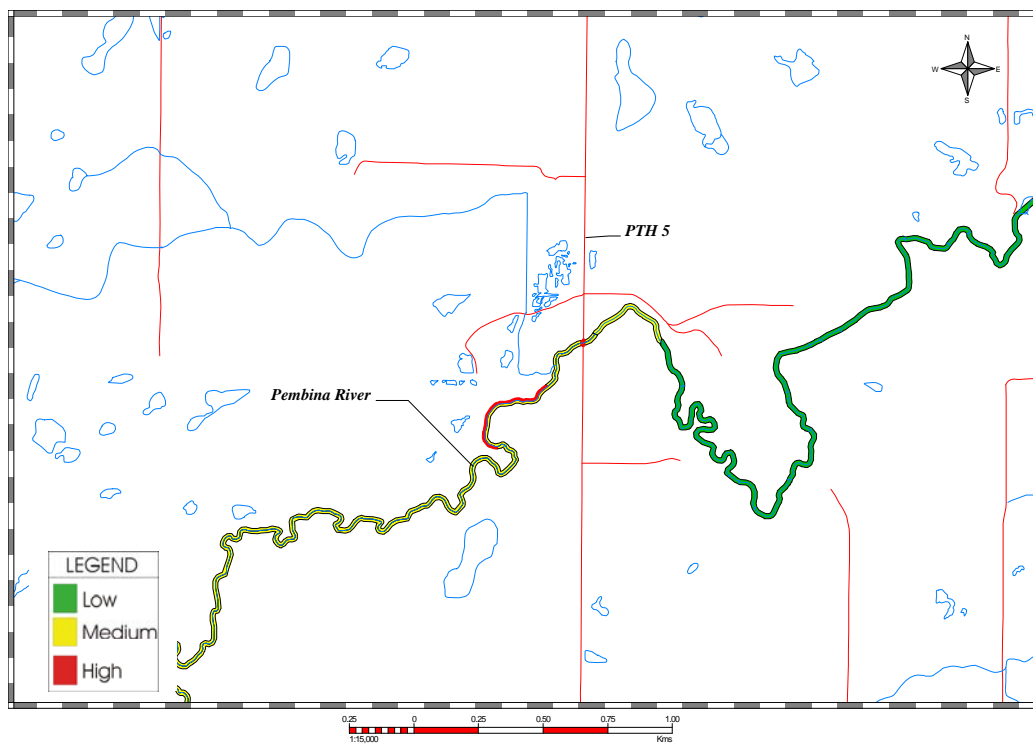 N
W E
S
PTH 5
Pembina River
LEGEND
Low
Medium
High
0.25 0 0.25 0.50 0.75 1.00
1:15,000 Kms